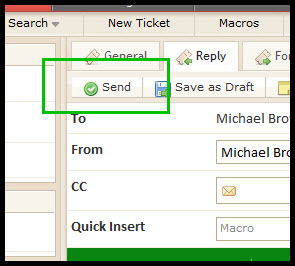 Search New Ticket Macros
General Reply Fo
Send Save as Draft
To Michael Bro
From Michael Bro
CC
Quick Insert Macro